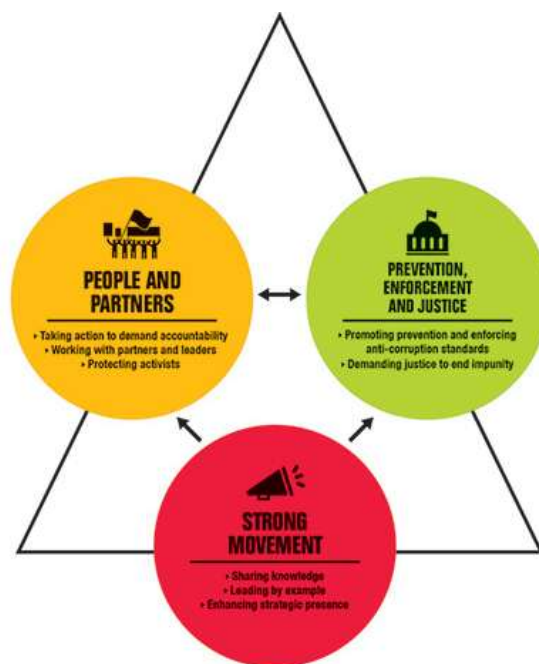 PEOPLE AND
PARTNERS
▸ Taking action to demand accountability
▸ Working with partners and leaders
▸ Protecting activists
PREVENTION,
ENFORCEMENT
AND JUSTICE
▸ Promoting prevention and enforcing
anti-corruption standards
▸ Demanding justice to end impunity
STRONG
MOVEMENT
▸ Sharing knowledge
▸ Leading by example
▸ Enhancing strategic presence